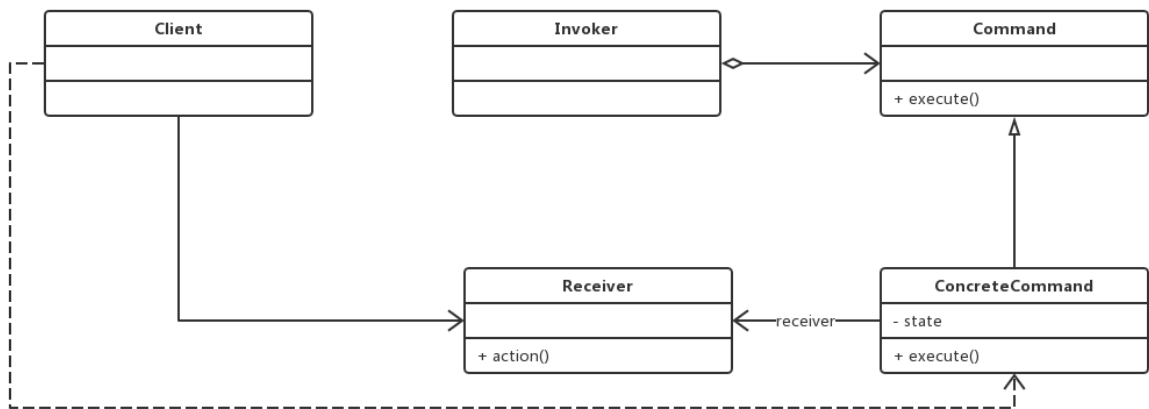 Client
Invoker
Command
+ execute()
Receiver
+ action()
receiver
ConcreteCommand
- state
+ execute()